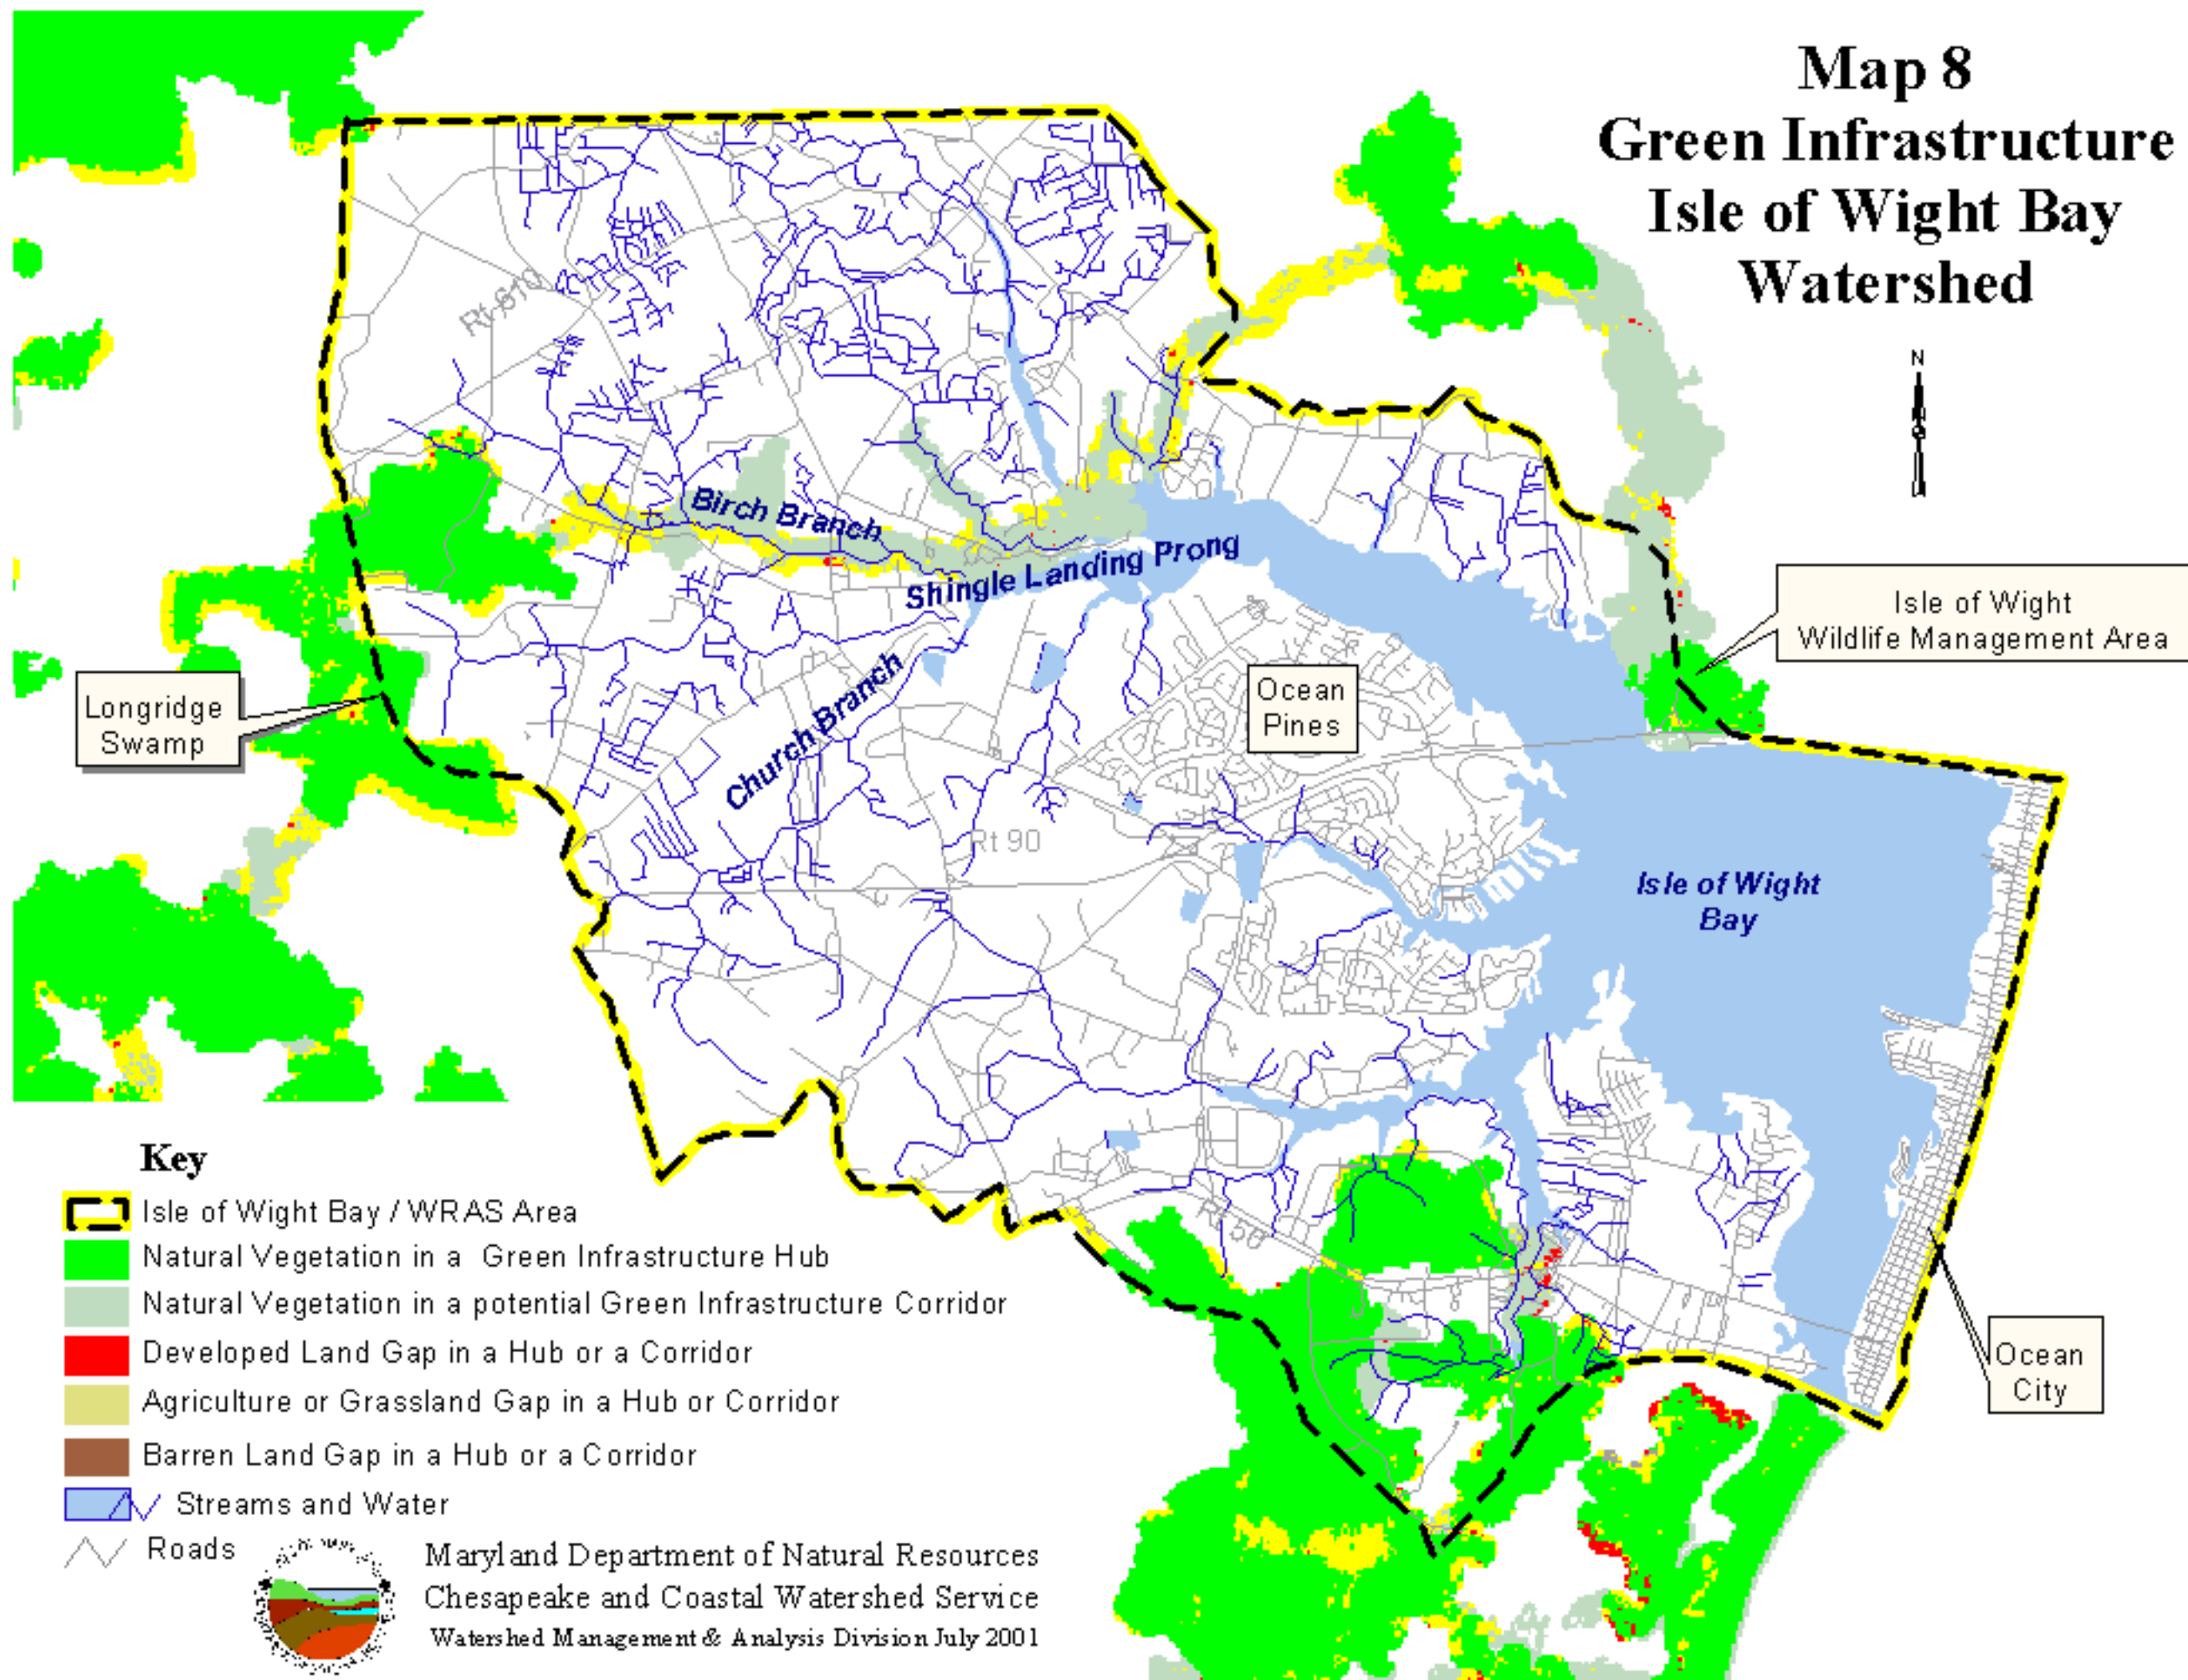 Map 8
Green Infrastructure
Isle of Wight Bay
Watershed
N
Rt 610
Birch Branch
Shingle Landing Prong
Isle of Wight
Wildlife Management Area
Longridge
Swamp
Ocean
Pines
Church Branch
Rt 90
Isle of Wight
Bay
Rt 50
Ocean
City
Key
Isle of Wight Bay / WRAS Area
Natural Vegetation in a Green Infrastructure Hub
Natural Vegetation in a potential Green Infrastructure Corridor
Developed Land Gap in a Hub or a Corridor
Agriculture or Grassland Gap in a Hub or Corridor
Barren Land Gap in a Hub or a Corridor
Streams and Water
Roads
Maryland Department of Natural Resources
Chesapeake and Coastal Watershed Service
Watershed Management & Analysis Division July 2001